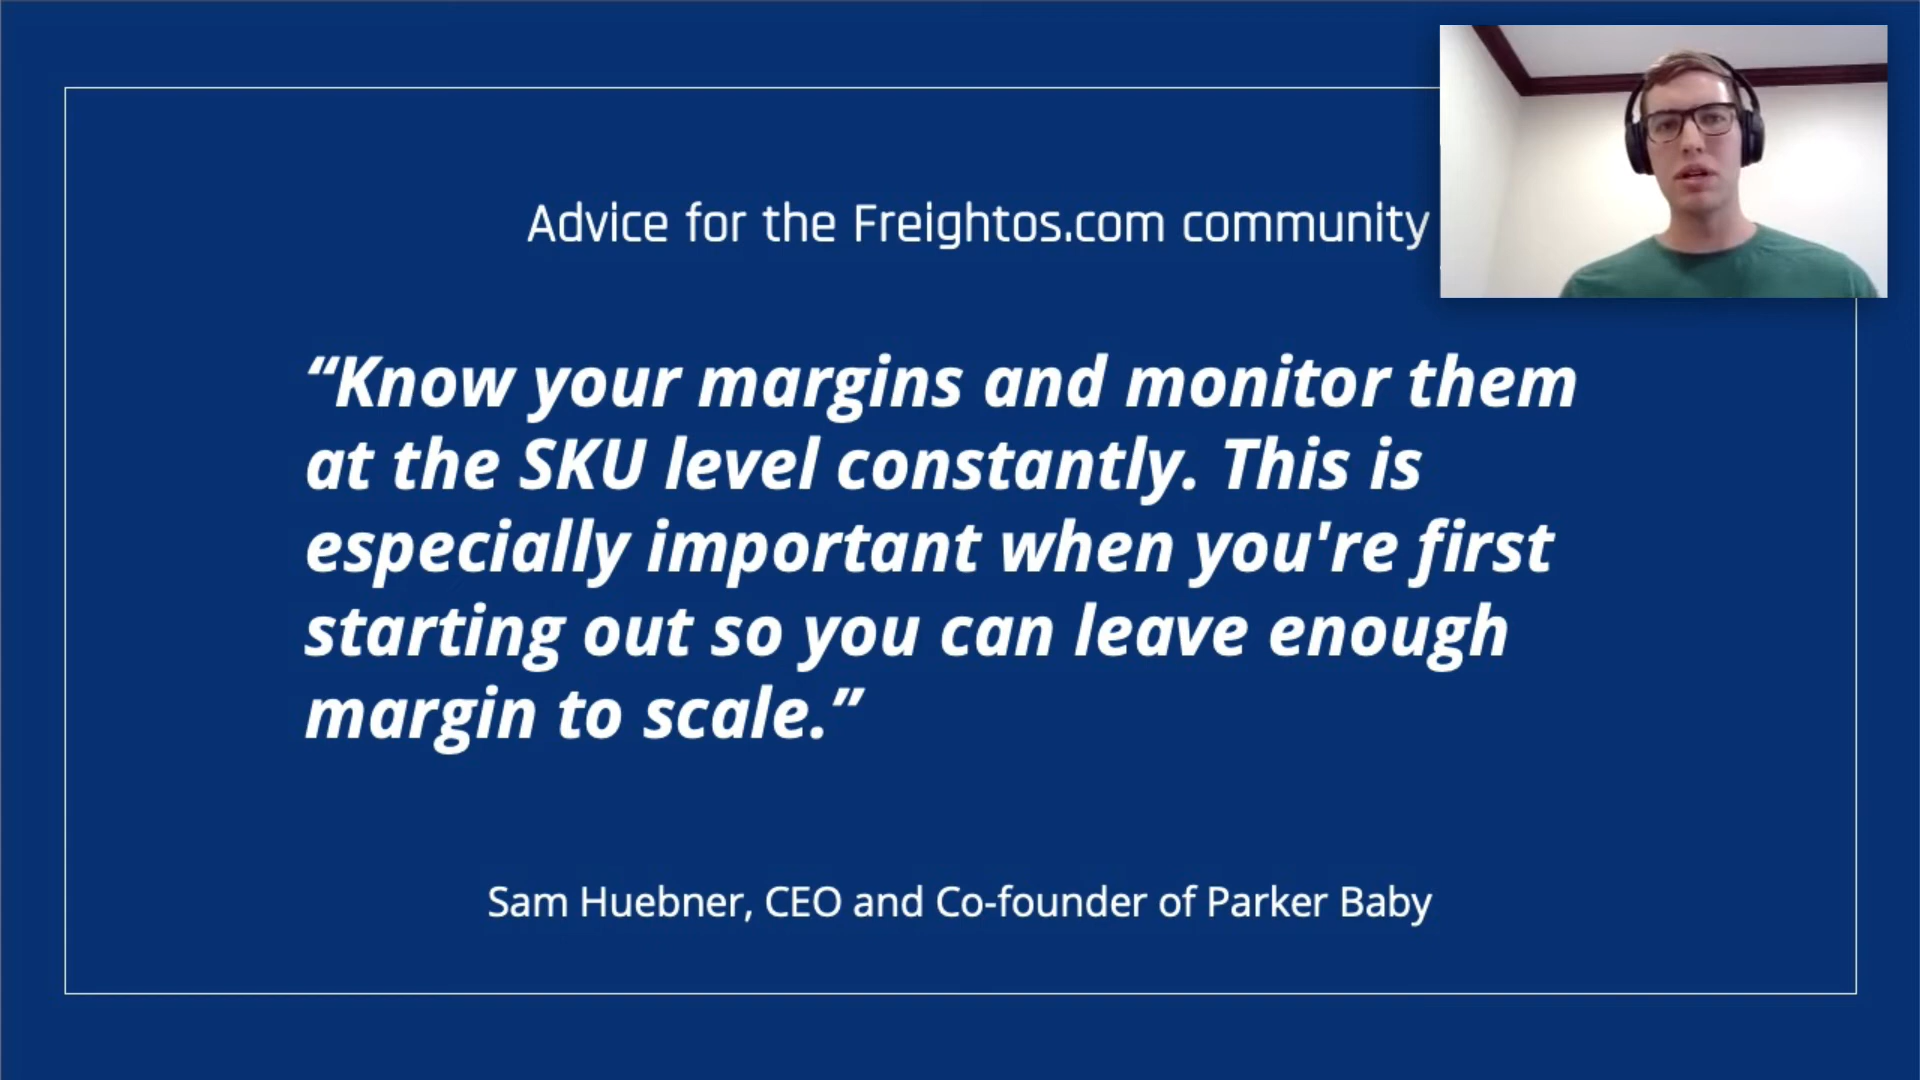 Advice for the Freightos.com community
“Know your margins and monitor them
at the SKU level constantly. This is
especially important when you're first
starting out so you can leave enough
margin to scale.”
Sam Huebner, CEO and Co-founder of Parker Baby